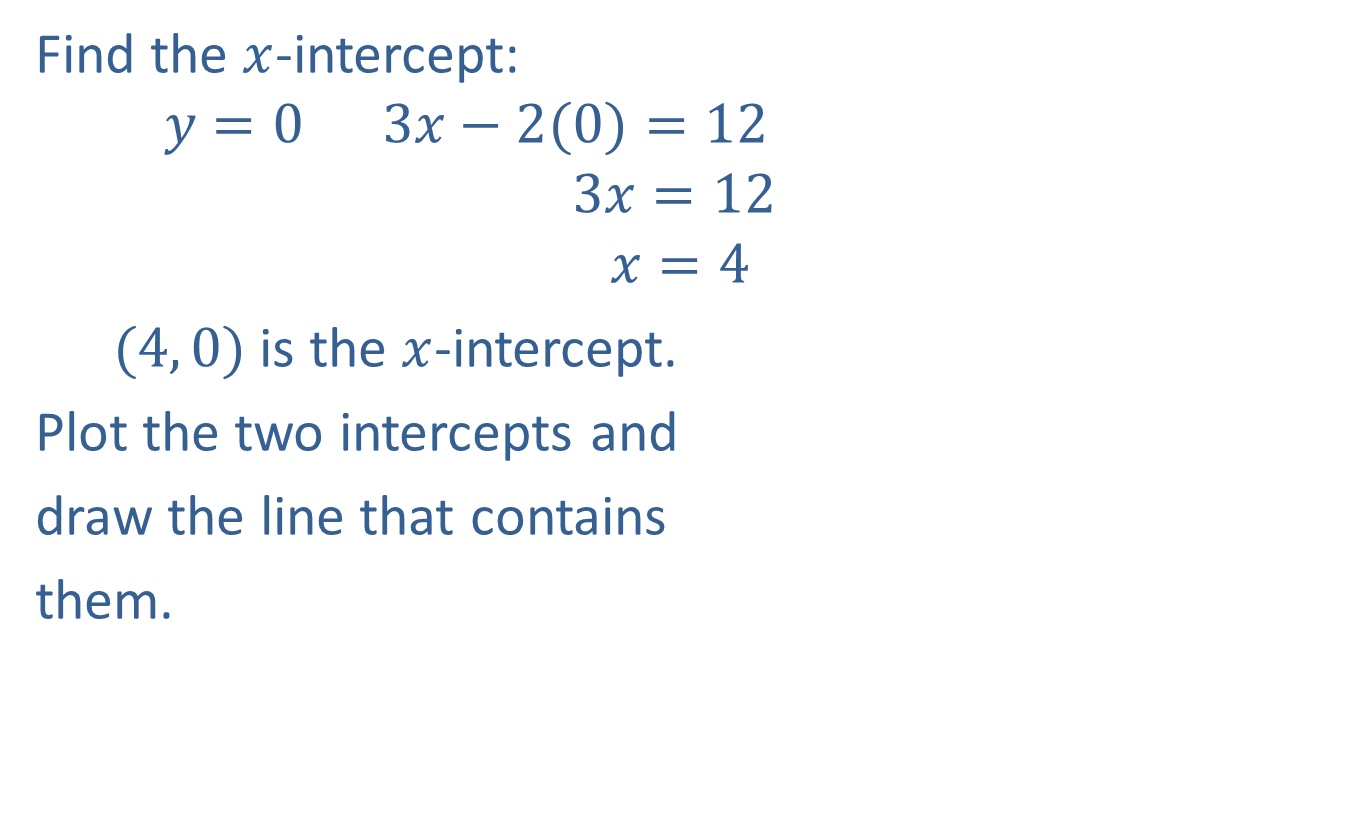 Find the 𝑥-intercept:
𝑦 = 0 3𝑥 − 2(0) = 12
3𝑥 = 12
𝑥 = 4
(4, 0) is the 𝑥-intercept.
Plot the two intercepts and
draw the line that contains
them.